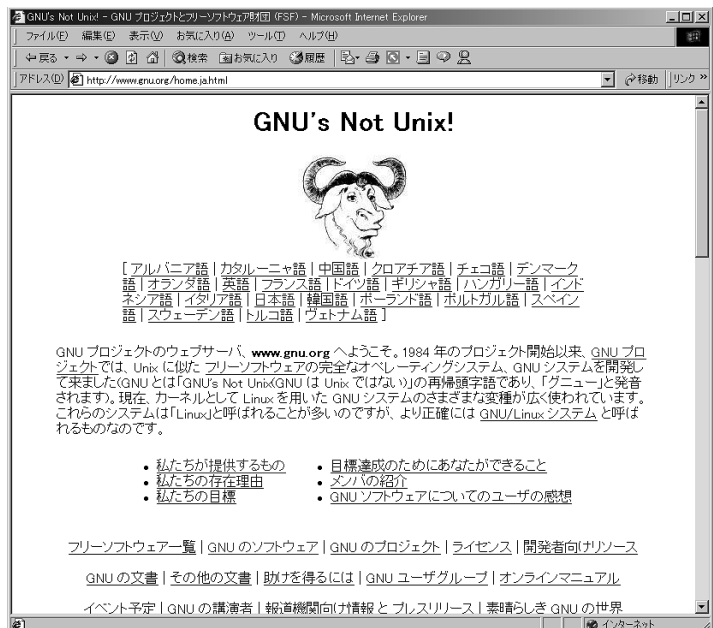 GNU's Not Unix! - GNU プロジェクトとフリーソフトウェア財団 (FSF) - Microsoft Internet Explorer
ファイル(F) 編集(E) 表示(V) お気に入り(A) ツール(T) ヘルプ(H)
戻る 検索 お気に入り 履歴
アドレス(D) http://www.gnu.org/home.ja.html 移動 リンク »
GNU's Not Unix!
[ アルバニア語 | カタルーニャ語 | 中国語 | クロアチア語 | チェコ語 | デンマーク
語 | オランダ語 | 英語 | フランス語 | ドイツ語 | ギリシャ語 | ハンガリー語 | インド
ネシア語 | イタリア語 | 日本語 | 韓国語 | ポーランド語 | ポルトガル語 | スペイン
語 | スウェーデン語 | トルコ語 | ヴェトナム語 ]
GNU プロジェクトのウェブサーバ、www.gnu.org へようこそ。1984 年のプロジェクト開始以来、GNU プロ
ジェクトでは、Unix に似た フリーソフトウェアの完全なオペレーティングシステム、GNU システムを開発し
て来ました(GNU とは「GNU's Not Unix(GNU は Unix ではない)」の再帰頭字語であり、「グニュー」と発音
されます)。現在、カーネルとして Linux を用いた GNU システムのさまざまな変種が広く使われています。
これらのシステムは「Linux」と呼ばれることが多いのですが、より正確には GNU/Linux システム と呼ば
れるものなのです。
• 私たちが提供するもの
• 私たちの存在理由
• 私たちの目標
• 目標達成のためにあなたができること
• メンバの紹介
• GNU ソフトウェアについてのユーザの感想
フリーソフトウェア一覧 | GNU のソフトウェア | GNU のプロジェクト | ライセンス | 開発者向けリソース
GNU の文書 | その他の文書 | 助けを得るには | GNU ユーザグループ | オンラインマニュアル
イベント予定 | GNU の講演者 | 報道機関向け情報 と プレスリリース | 素晴らしき GNU の世界
インターネット